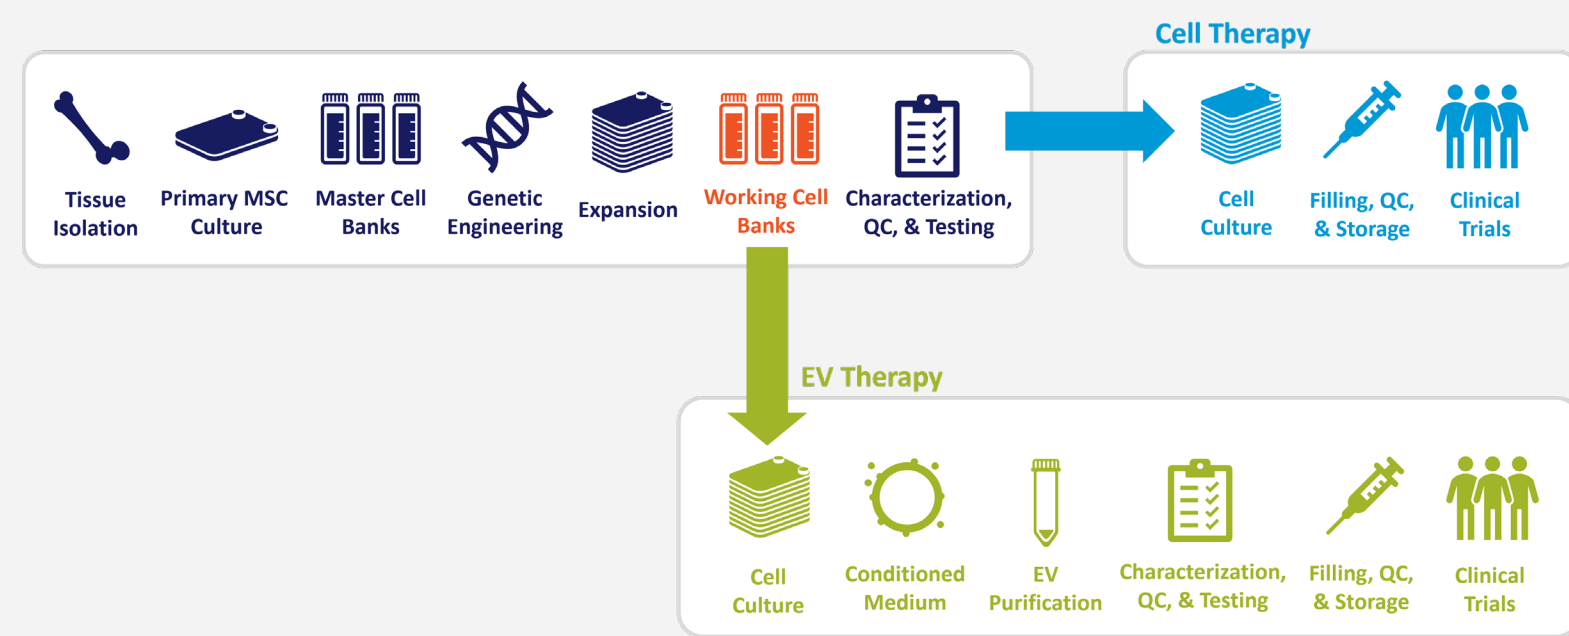 Cell Therapy
Tissue
Isolation
Primary MSC
Culture
Master Cell
Banks
Genetic
Engineering
Expansion
Working Cell
Banks
Characterization,
QC, & Testing
Cell
Culture
Filling, QC,
& Storage
Clinical
Trials
EV Therapy
Cell
Culture
Conditioned
Medium
EV
Purification
Characterization,
QC, & Testing
Filling, QC,
& Storage
Clinical
Trials